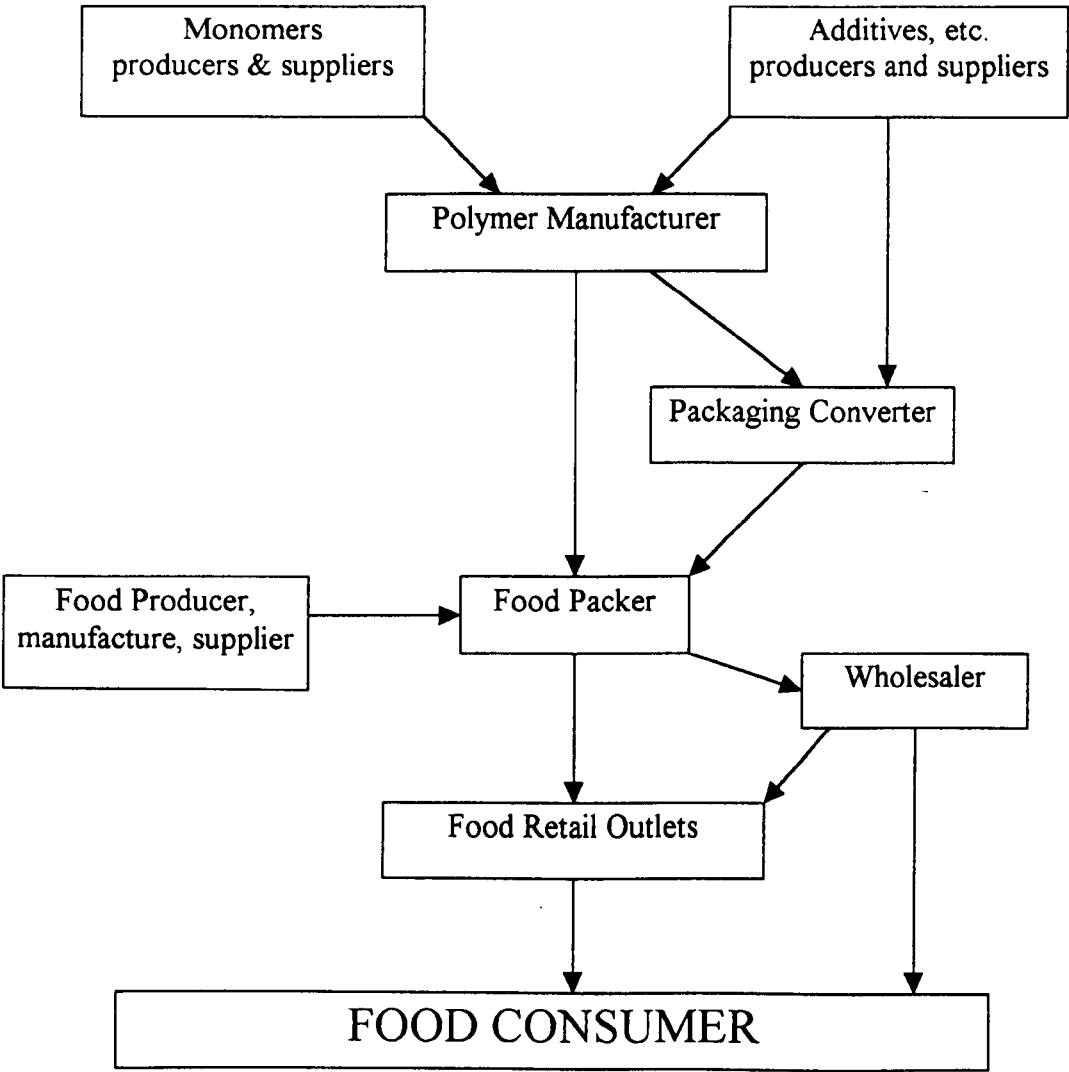 Monomers
producers & suppliers
Additives, etc.
producers and suppliers
Polymer Manufacturer
Packaging Converter
Food Producer,
manufacture, supplier
Food Packer
Wholesaler
Food Retail Outlets
FOOD CONSUMER